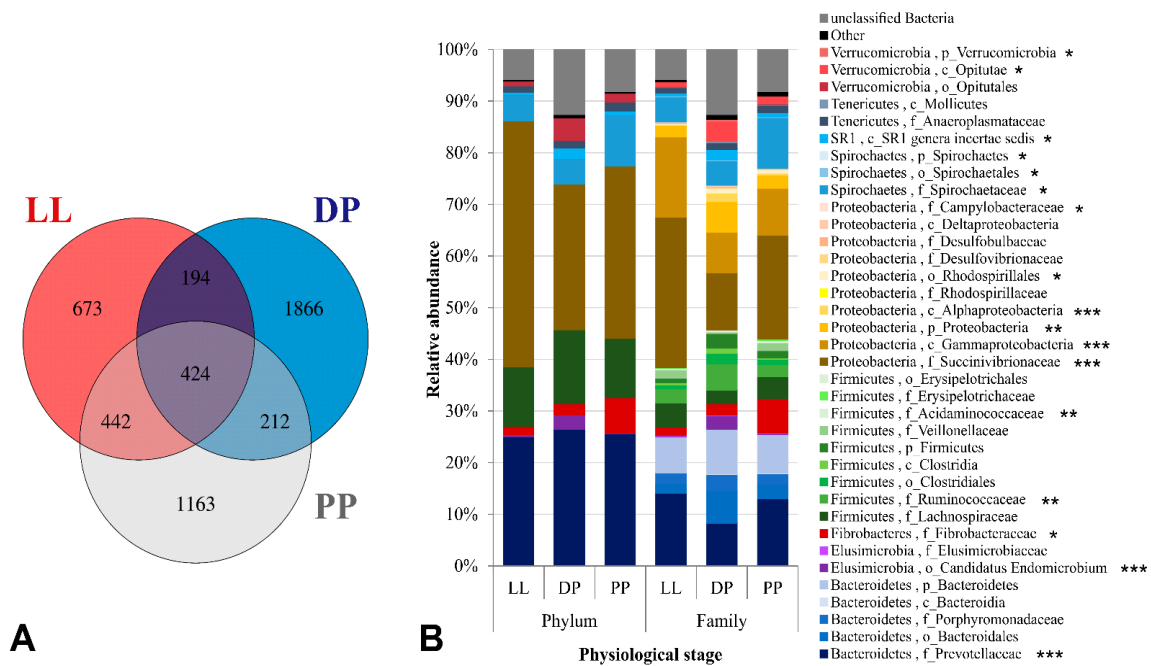 LL
DP
194
673
1866
424
442
212
1163
PP
A
100%
90%
80%
70%
60%
50%
40%
30%
20%
10%
0%
Relative abundance
LL DP PP LL DP PP
Phylum Family
Physiological stage
B
unclassified Bacteria
Other
Verrucomicrobia , p_Verrucomicrobia *
Verrucomicrobia , c_Opitutae *
Verrucomicrobia , o_Opitutales
Tenericutes , c_Mollicutes
Tenericutes , f_Anaeroplasmataceae
SR1 , c_SR1 genera incertae sedis *
Spirochaetes , p_Spirochaetes *
Spirochaetes , o_Spirochaetales *
Spirochaetes , f_Spirochaetaceae *
Proteobacteria , f_Campylobacteraceae *
Proteobacteria , c_Deltaproteobacteria
Proteobacteria , f_Desulfobulbaceae
Proteobacteria , f_Desulfovibrionaceae
Proteobacteria , o_Rhodospirillales *
Proteobacteria , f_Rhodospirillaceae
Proteobacteria , c_Alphaproteobacteria ***
Proteobacteria , p_Proteobacteria **
Proteobacteria , c_Gammaproteobacteria ***
Proteobacteria , f_Succinivibrionaceae ***
Firmicutes , o_Erysipelotrichales
Firmicutes , f_Erysipelotrichaceae
Firmicutes , f_Acidaminococcaceae **
Firmicutes , f_Veillonellaceae
Firmicutes , p_Firmicutes
Firmicutes , c_Clostridia
Firmicutes , o_Clostridiales
Firmicutes , f_Ruminococcaceae **
Firmicutes , f_Lachnospiraceae
Fibrobacteres , f_Fibrobacteraceae *
Elusimicrobia , f_Elusimicrobiaceae
Elusimicrobia , o_Candidatus Endomicrobium ***
Bacteroidetes , p_Bacteroidetes
Bacteroidetes , c_Bacteroidia
Bacteroidetes , f_Porphyromonadaceae
Bacteroidetes , o_Bacteroidales
Bacteroidetes , f_Prevotellaceae ***